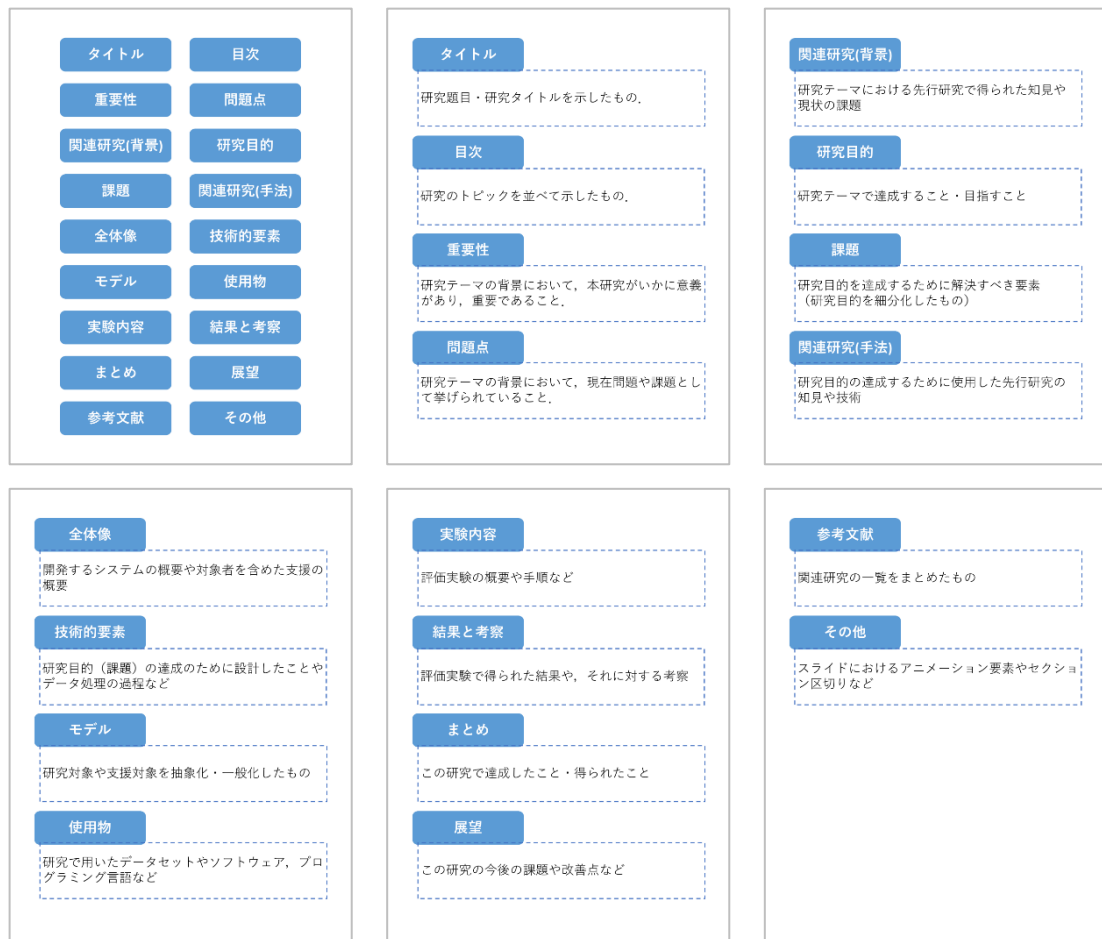 タイトル
目次
重要性
問題点
関連研究(背景)
研究目的
課題
関連研究(手法)
全体像
技術的要素
モデル
使用物
実験内容
結果と考察
まとめ
展望
参考文献
その他
タイトル
研究題目・研究タイトルを示したもの．
目次
研究のトピックを並べて示したもの．
重要性
研究テーマの背景において，本研究がいかに意義
があり，重要であること．
問題点
研究テーマの背景において，現在問題や課題とし
て挙げられていること．
関連研究(背景)
研究テーマにおける先行研究で得られた知見や
現状の課題
研究目的
研究テーマで達成すること・目指すこと
課題
研究目的を達成するために解決すべき要素
（研究目的を細分化したもの）
関連研究(手法)
研究目的の達成するために使用した先行研究の
知見や技術
全体像
開発するシステムの概要や対象者を含めた支援の
概要
技術的要素
研究目的（課題）の達成のために設計したことや
データ処理の過程など
モデル
研究対象や支援対象を抽象化・一般化したもの
使用物
研究で用いたデータセットやソフトウェア，プロ
グラミング言語など
実験内容
評価実験の概要や手順など
結果と考察
評価実験で得られた結果や，それに対する考察
まとめ
この研究で達成したこと・得られたこと
展望
この研究の今後の課題や改善点など
参考文献
関連研究の一覧をまとめたもの
その他
スライドにおけるアニメーション要素やセクショ
ン区切りなど